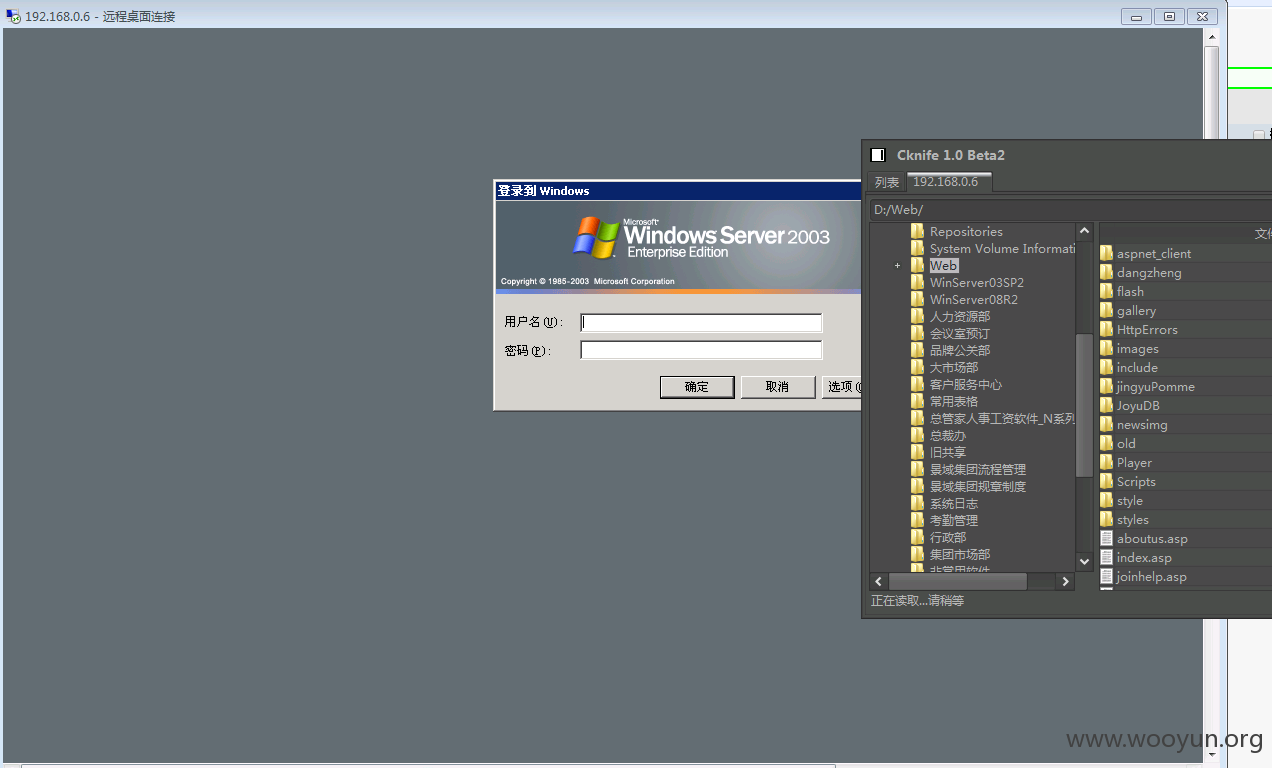 192.168.0.6 - 远程桌面连接
登录到 Windows
Microsoft®
Windows Server 2003
Enterprise Edition
Copyright © 1985-2003 Microsoft Corporation
用户名(U):
密码(P):
确定
取消
选项
Cknife 1.0 Beta2
列表
192.168.0.6
D:/Web/
Repositories
System Volume Informati
Web
WinServer03SP2
WinServer08R2
人力资源部
会议室预订
品牌公关部
大市场部
客户服务中心
常用表格
总管家人事工资软件_N系列
总裁办
旧共享
景域集团流程管理
景域集团规章制度
系统日志
考勤管理
行政部
集团市场部
非常用软件
正在读取...请稍等
aspnet_client
dangzheng
flash
gallery
HttpErrors
images
include
jingyuPomme
JoyuDB
newsimg
old
Player
Scripts
style
styles
aboutus.asp
index.asp
joinhelp.asp
www.wooyun.org